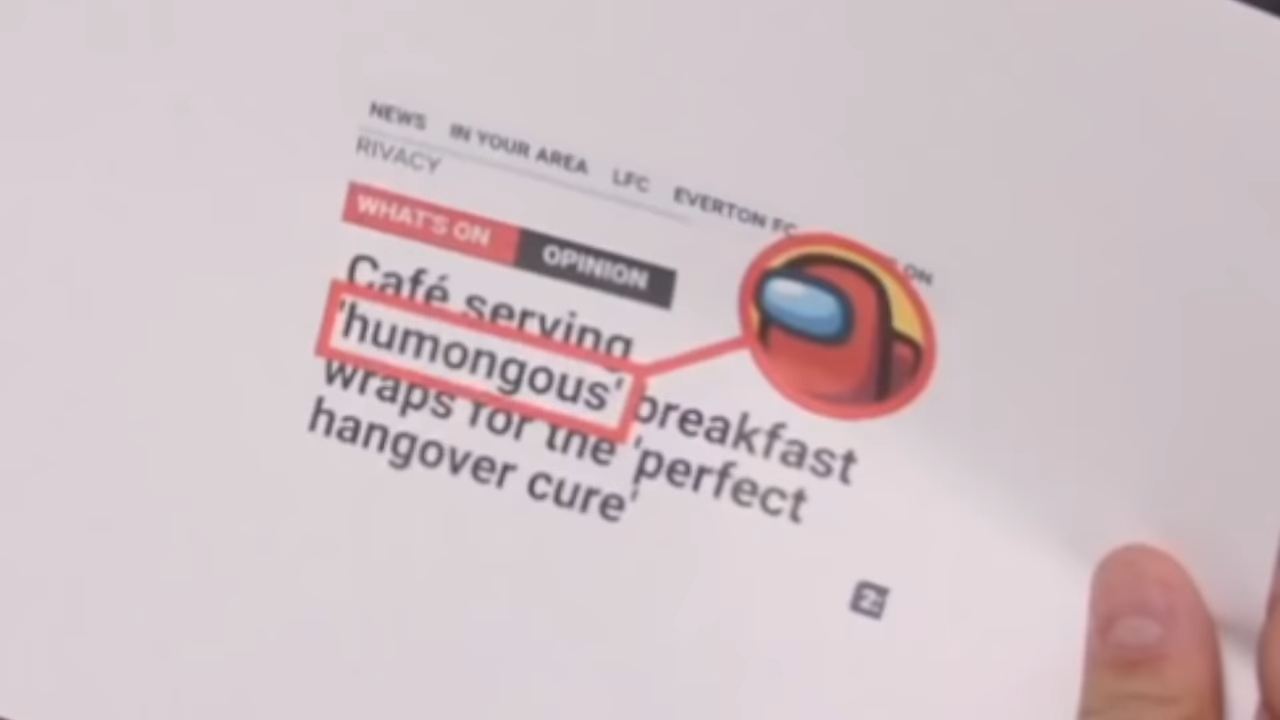 NEWS IN YOUR AREA LFC EVERTON FC ON
RIVACY
WHAT'S ON OPINION
Café serving
'humongous' breakfast
wraps for the 'perfect
hangover cure'